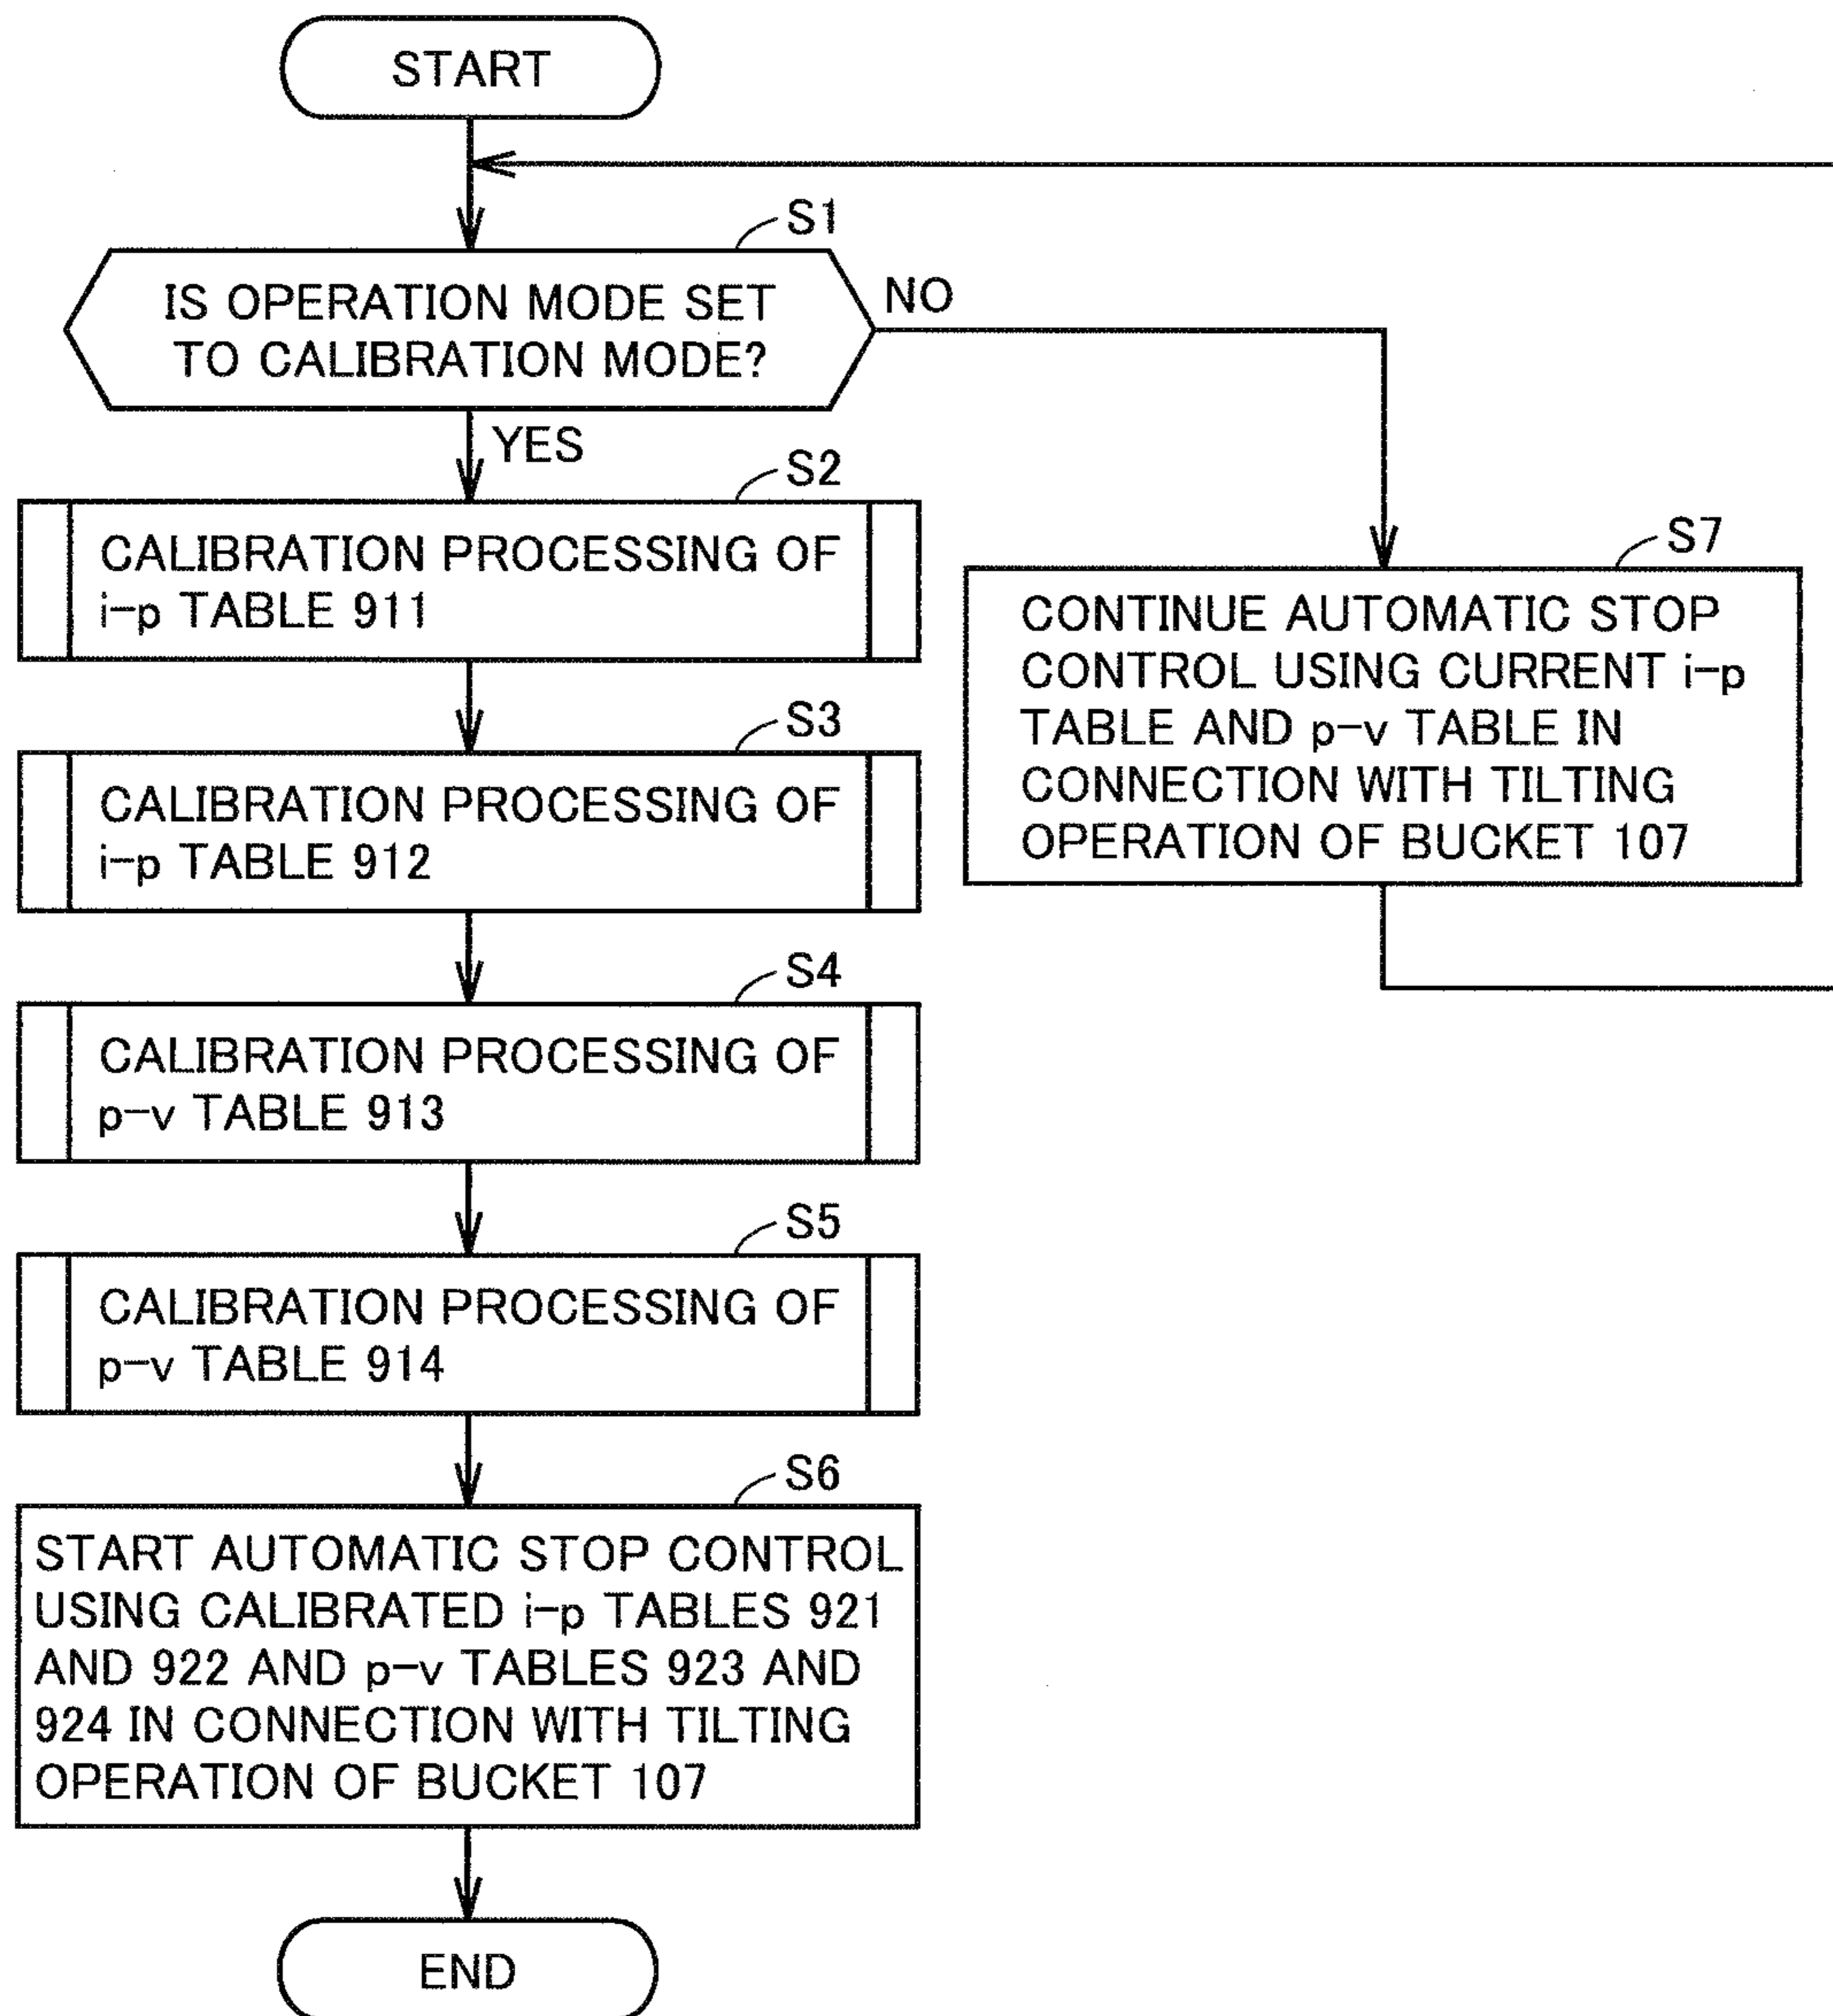 START
S1
IS OPERATION MODE SET
TO CALIBRATION MODE?
NO
YES
S2
CALIBRATION PROCESSING OF
i-p TABLE 911
S3
CALIBRATION PROCESSING OF
i-p TABLE 912
S4
CALIBRATION PROCESSING OF
p-v TABLE 913
S5
CALIBRATION PROCESSING OF
p-v TABLE 914
S6
START AUTOMATIC STOP CONTROL
USING CALIBRATED i-p TABLES 921
AND 922 AND p-v TABLES 923 AND
924 IN CONNECTION WITH TILTING
OPERATION OF BUCKET 107
END
S7
CONTINUE AUTOMATIC STOP
CONTROL USING CURRENT i-p
TABLE AND p-v TABLE IN
CONNECTION WITH TILTING
OPERATION OF BUCKET 107